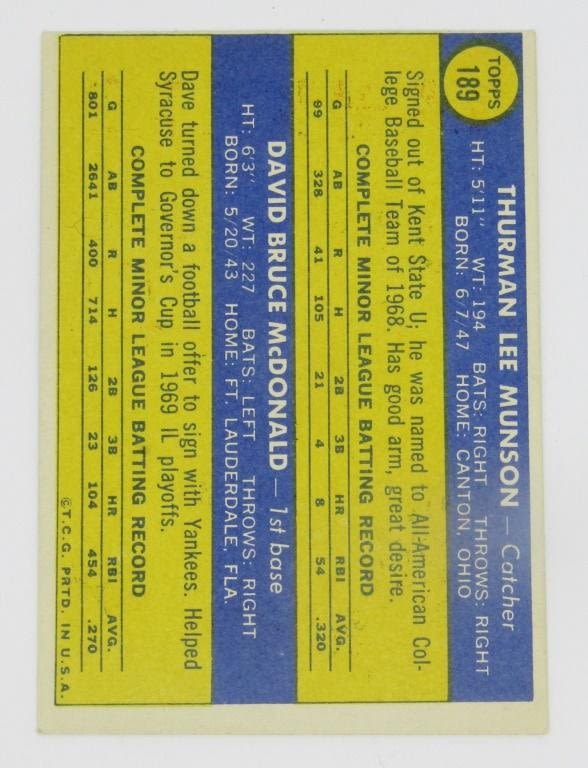 TOPPS
189
THURMAN LEE MUNSON — Catcher
HT: 5'11" WT: 194 BATS: RIGHT THROWS: RIGHT
BORN: 6/7/47 HOME: CANTON, OHIO
Signed out of Kent State U; he was named to All-American Col-
lege Baseball Team of 1968. Has good arm, great desire.
COMPLETE MINOR LEAGUE BATTING RECORD
G AB R H 2B 3B HR RBI AVG.
99 328 41 105 21 4 8 54 .320
DAVID BRUCE McDONALD — 1st base
HT: 6'3" WT: 227 BATS: LEFT THROWS: RIGHT
BORN: 5/20/43 HOME: FT. LAUDERDALE, FLA.
Dave turned down a football offer to sign with Yankees. Helped
Syracuse to Governor's Cup in 1969 IL playoffs.
COMPLETE MINOR LEAGUE BATTING RECORD
G AB R H 2B 3B HR RBI AVG.
801 2641 400 714 126 23 104 454 .270
©T.C.G. PRTD. IN U.S.A.